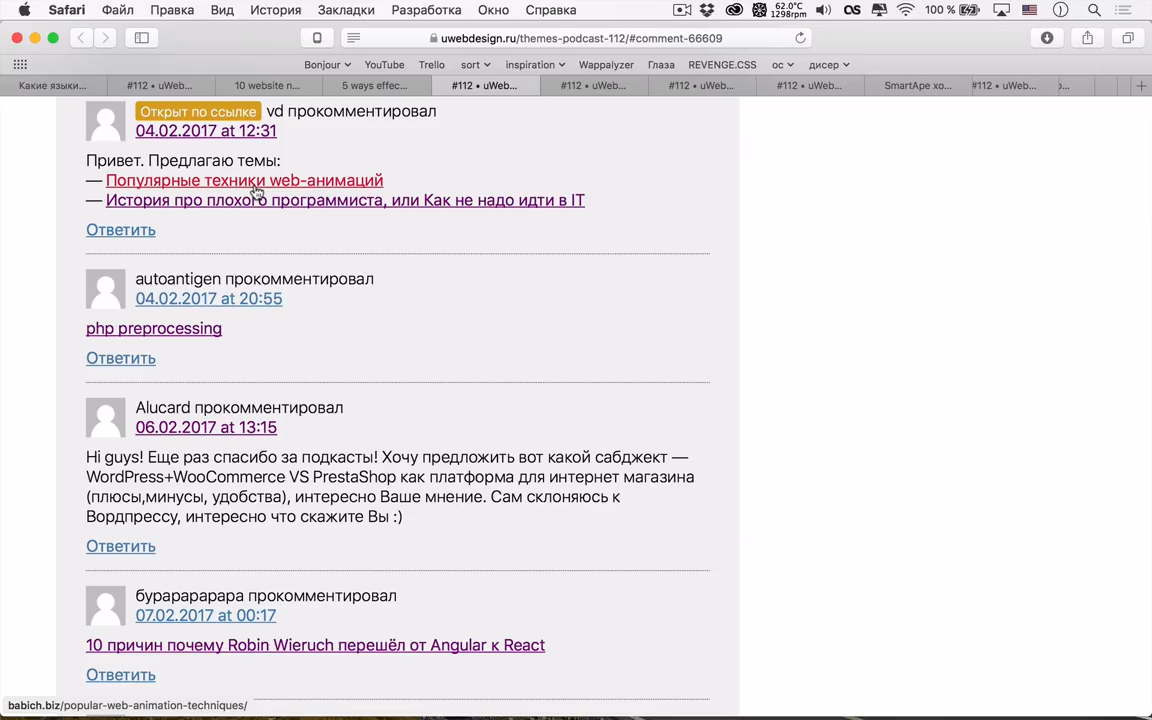 Safari Файл Правка Вид История Закладки Разработка Окно Справка 62.0°C 1298rpm 100 %
uwebdesign.ru/themes-podcast-112/#comment-66609
Bonjour YouTube Trello sort inspiration Wappalyzer Глаза REVENGE.CSS ос дисер
Какие языки... #112 • uWeb... 10 website n... 5 ways effec... #112 • uWeb... #112 • uWeb... #112 • uWeb... #112 • uWeb... SmartApe хо... #112 • uWeb...
Открыт по ссылке vd прокомментировал
04.02.2017 at 12:31
Привет. Предлагаю темы:
— Популярные техники web-анимаций
— История про плохого программиста, или Как не надо идти в IT
Ответить
autoantigen прокомментировал
04.02.2017 at 20:55
php preprocessing
Ответить
Alucard прокомментировал
06.02.2017 at 13:15
Hi guys! Еще раз спасибо за подкасты! Хочу предложить вот какой сабджект —
WordPress+WooCommerce VS PrestaShop как платформа для интернет магазина
(плюсы,минусы, удобства), интересно Ваше мнение. Сам склоняюсь к
Вордпрессу, интересно что скажите Вы :)
Ответить
бурарарарара прокомментировал
07.02.2017 at 00:17
10 причин почему Robin Wieruch перешёл от Angular к React
Ответить
babich.biz/popular-web-animation-techniques/